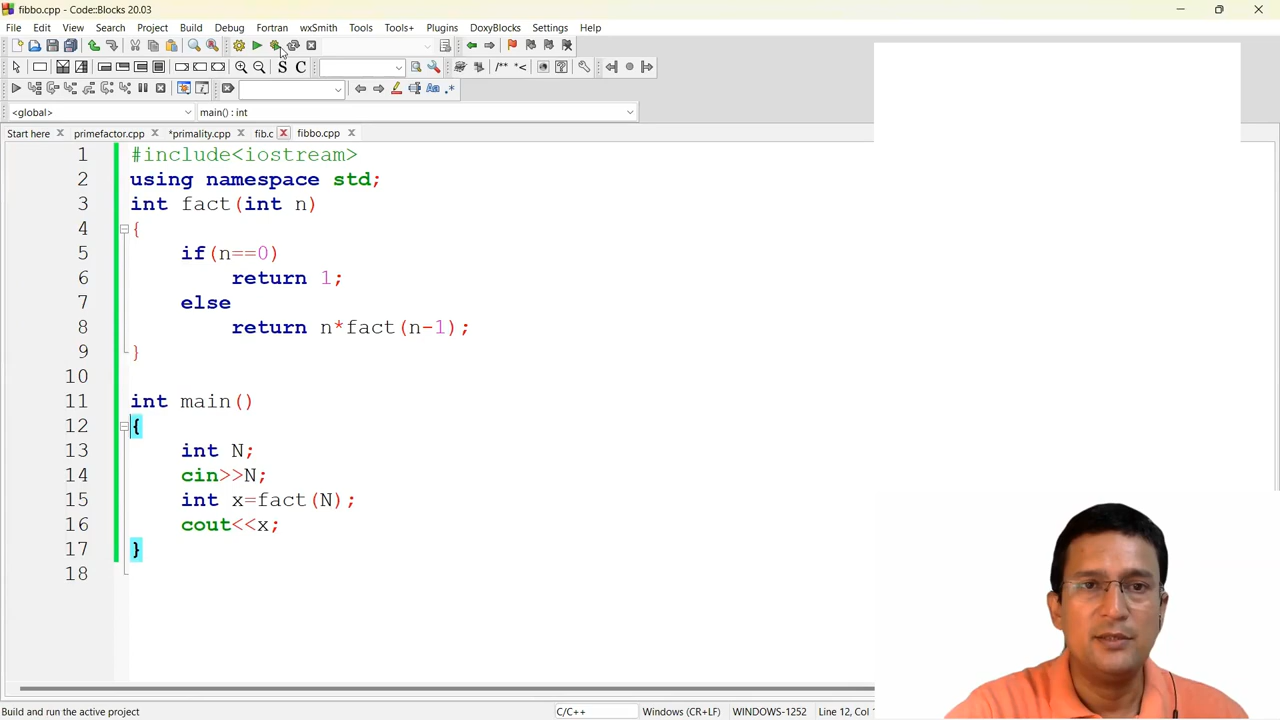 fibbo.cpp - Code::Blocks 20.03
File Edit View Search Project Build Debug Fortran wxSmith Tools Tools+ Plugins DoxyBlocks Settings Help
S C /** *<
Aa .*
<global> main() : int
Start here primefactor.cpp *primality.cpp fib.c fibbo.cpp
1 #include<iostream>
2 using namespace std;
3 int fact(int n)
4 {
5 if(n==0)
6 return 1;
7 else
8 return n*fact(n-1);
9 }
10
11 int main()
12 {
13 int N;
14 cin>>N;
15 int x=fact(N);
16 cout<<x;
17 }
18
Build and run the active project C/C++ Windows (CR+LF) WINDOWS-1252 Line 12, Col 1